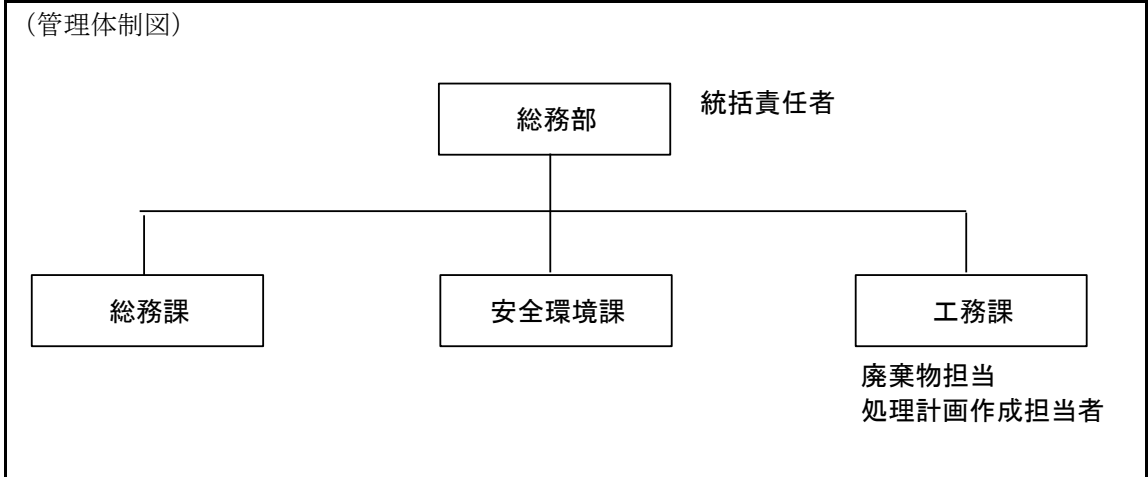 （管理体制図）
総務部
統括責任者
総務課
安全環境課
工務課
廃棄物担当
処理計画作成担当者